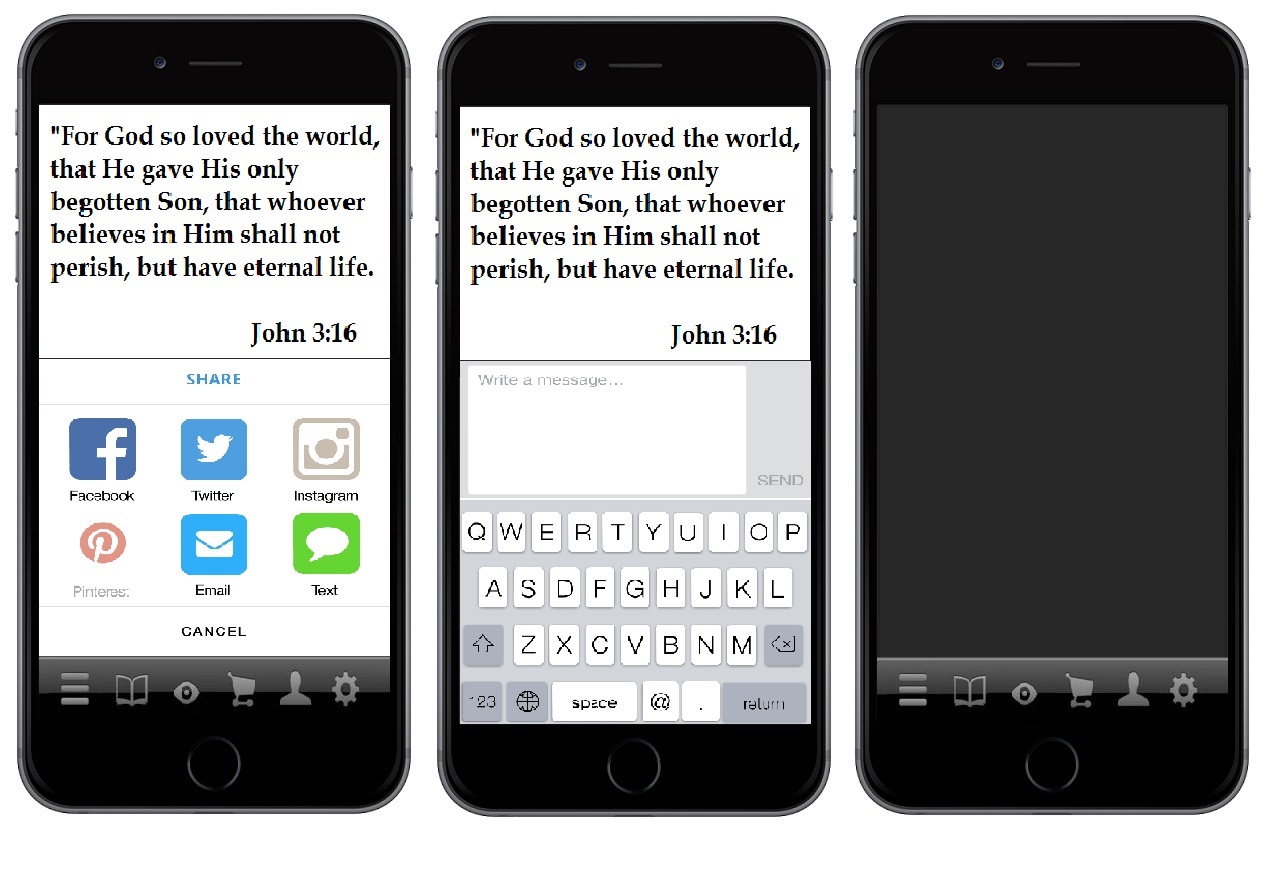 "For God so loved the world,
that He gave His only
begotten Son, that whoever
believes in Him shall not
perish, but have eternal life.
John 3:16
SHARE
Facebook Twitter Instagram
Pinterest Email Text
CANCEL
"For God so loved the world,
that He gave His only
begotten Son, that whoever
believes in Him shall not
perish, but have eternal life.
John 3:16
Write a message...
SEND
Q W E R T Y U I O P
A S D F G H J K L
Z X C V B N M
123 space @ . return